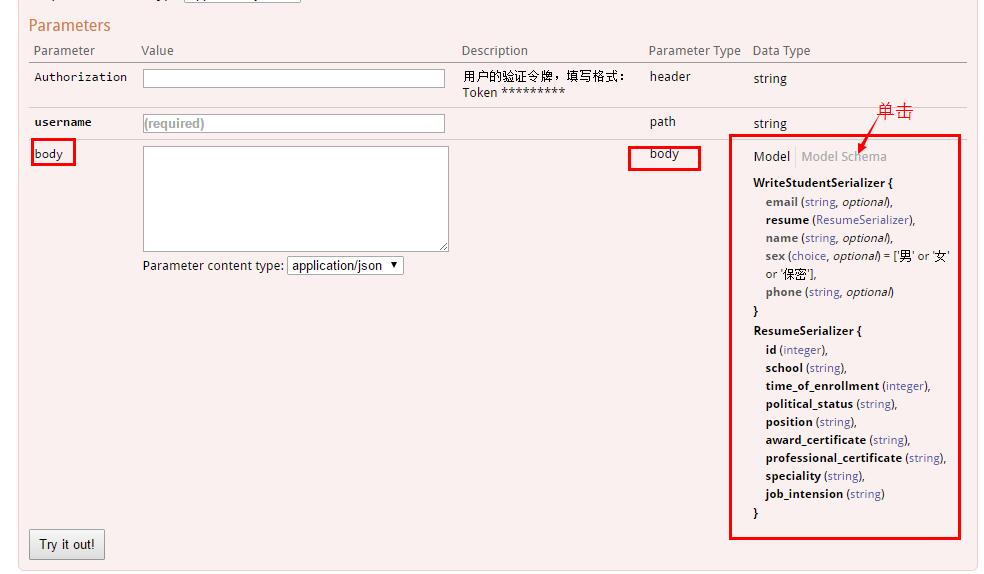 Parameters
Parameter Value Description Parameter Type Data Type
Authorization 用户的验证令牌，填写格式： header string
Token *********
单击
username (required) path string
body body Model Model Schema
WriteStudentSerializer {
email (string, optional),
resume (ResumeSerializer),
name (string, optional),
sex (choice, optional) = ['男' or '女'
or '保密'],
phone (string, optional)
}
Parameter content type: application/json
ResumeSerializer {
id (integer),
school (string),
time_of_enrollment (integer),
political_status (string),
position (string),
award_certificate (string),
professional_certificate (string),
speciality (string),
job_intension (string)
}
Try it out!